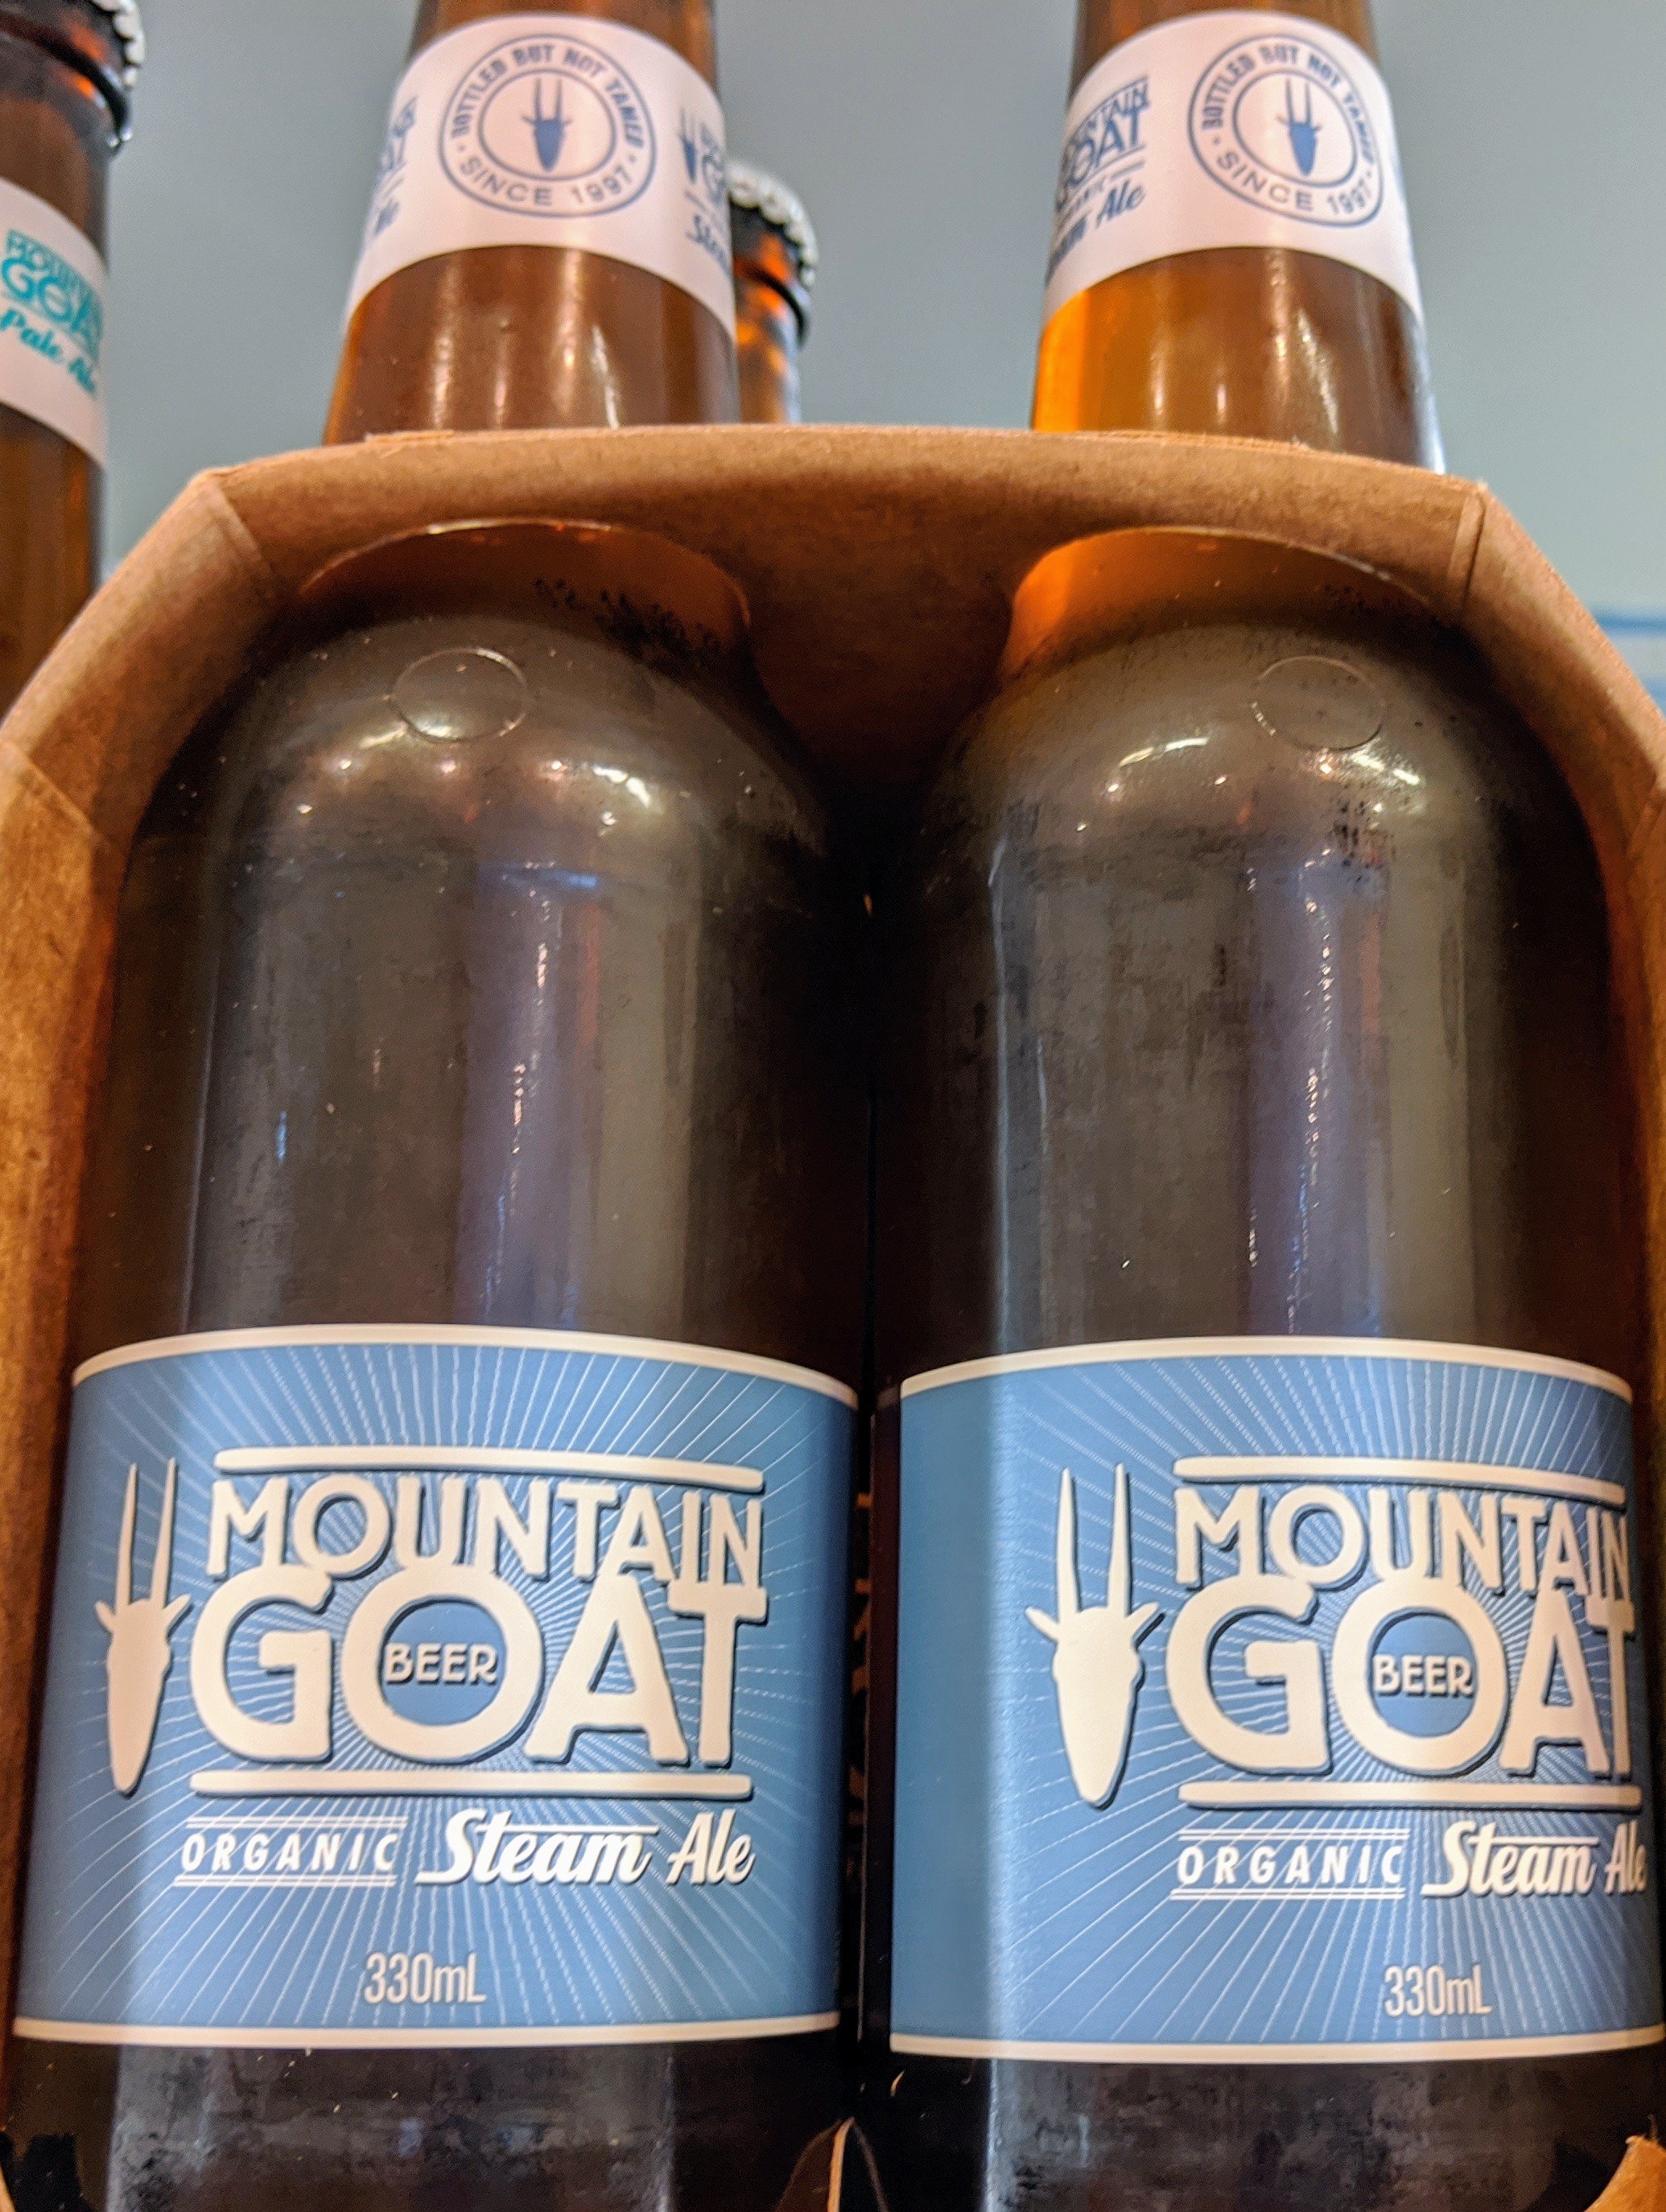 MOUNTAIN
GOAT
Pale Ale
BOTTLED BUT NOT TAMED
· SINCE 1997 ·
MOUNTAIN
GOAT
ORGANIC
Steam Ale
BOTTLED BUT NOT TAMED
· SINCE 1997 ·
MOUNTAIN
GOAT
BEER
ORGANIC Steam Ale
330mL
MOUNTAIN
GOAT
BEER
ORGANIC Steam Ale
330mL